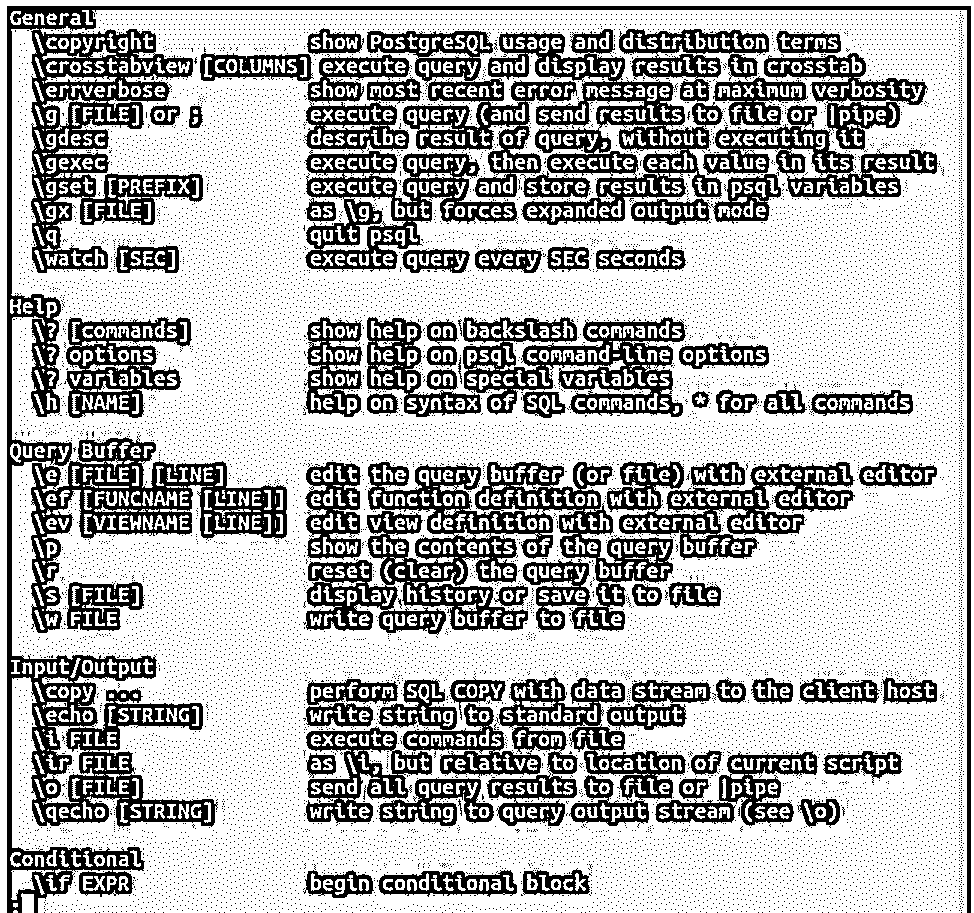 General
  \copyright             show PostgreSQL usage and distribution terms
  \crosstabview [COLUMNS] execute query and display results in crosstab
  \errverbose            show most recent error message at maximum verbosity
  \g [FILE] or ;         execute query (and send results to file or |pipe)
  \gdesc                 describe result of query, without executing it
  \gexec                 execute query, then execute each value in its result
  \gset [PREFIX]         execute query and store results in psql variables
  \gx [FILE]             as \g, but forces expanded output mode
  \q                     quit psql
  \watch [SEC]           execute query every SEC seconds

Help
  \? [commands]          show help on backslash commands
  \? options             show help on psql command-line options
  \? variables           show help on special variables
  \h [NAME]              help on syntax of SQL commands, * for all commands

Query Buffer
  \e [FILE] [LINE]       edit the query buffer (or file) with external editor
  \ef [FUNCNAME [LINE]]  edit function definition with external editor
  \ev [VIEWNAME [LINE]]  edit view definition with external editor
  \p                     show the contents of the query buffer
  \r                     reset (clear) the query buffer
  \s [FILE]              display history or save it to file
  \w FILE                write query buffer to file

Input/Output
  \copy ...              perform SQL COPY with data stream to the client host
  \echo [STRING]         write string to standard output
  \i FILE                execute commands from file
  \ir FILE               as \i, but relative to location of current script
  \o [FILE]              send all query results to file or |pipe
  \qecho [STRING]        write string to query output stream (see \o)

Conditional
  \if EXPR               begin conditional block
: